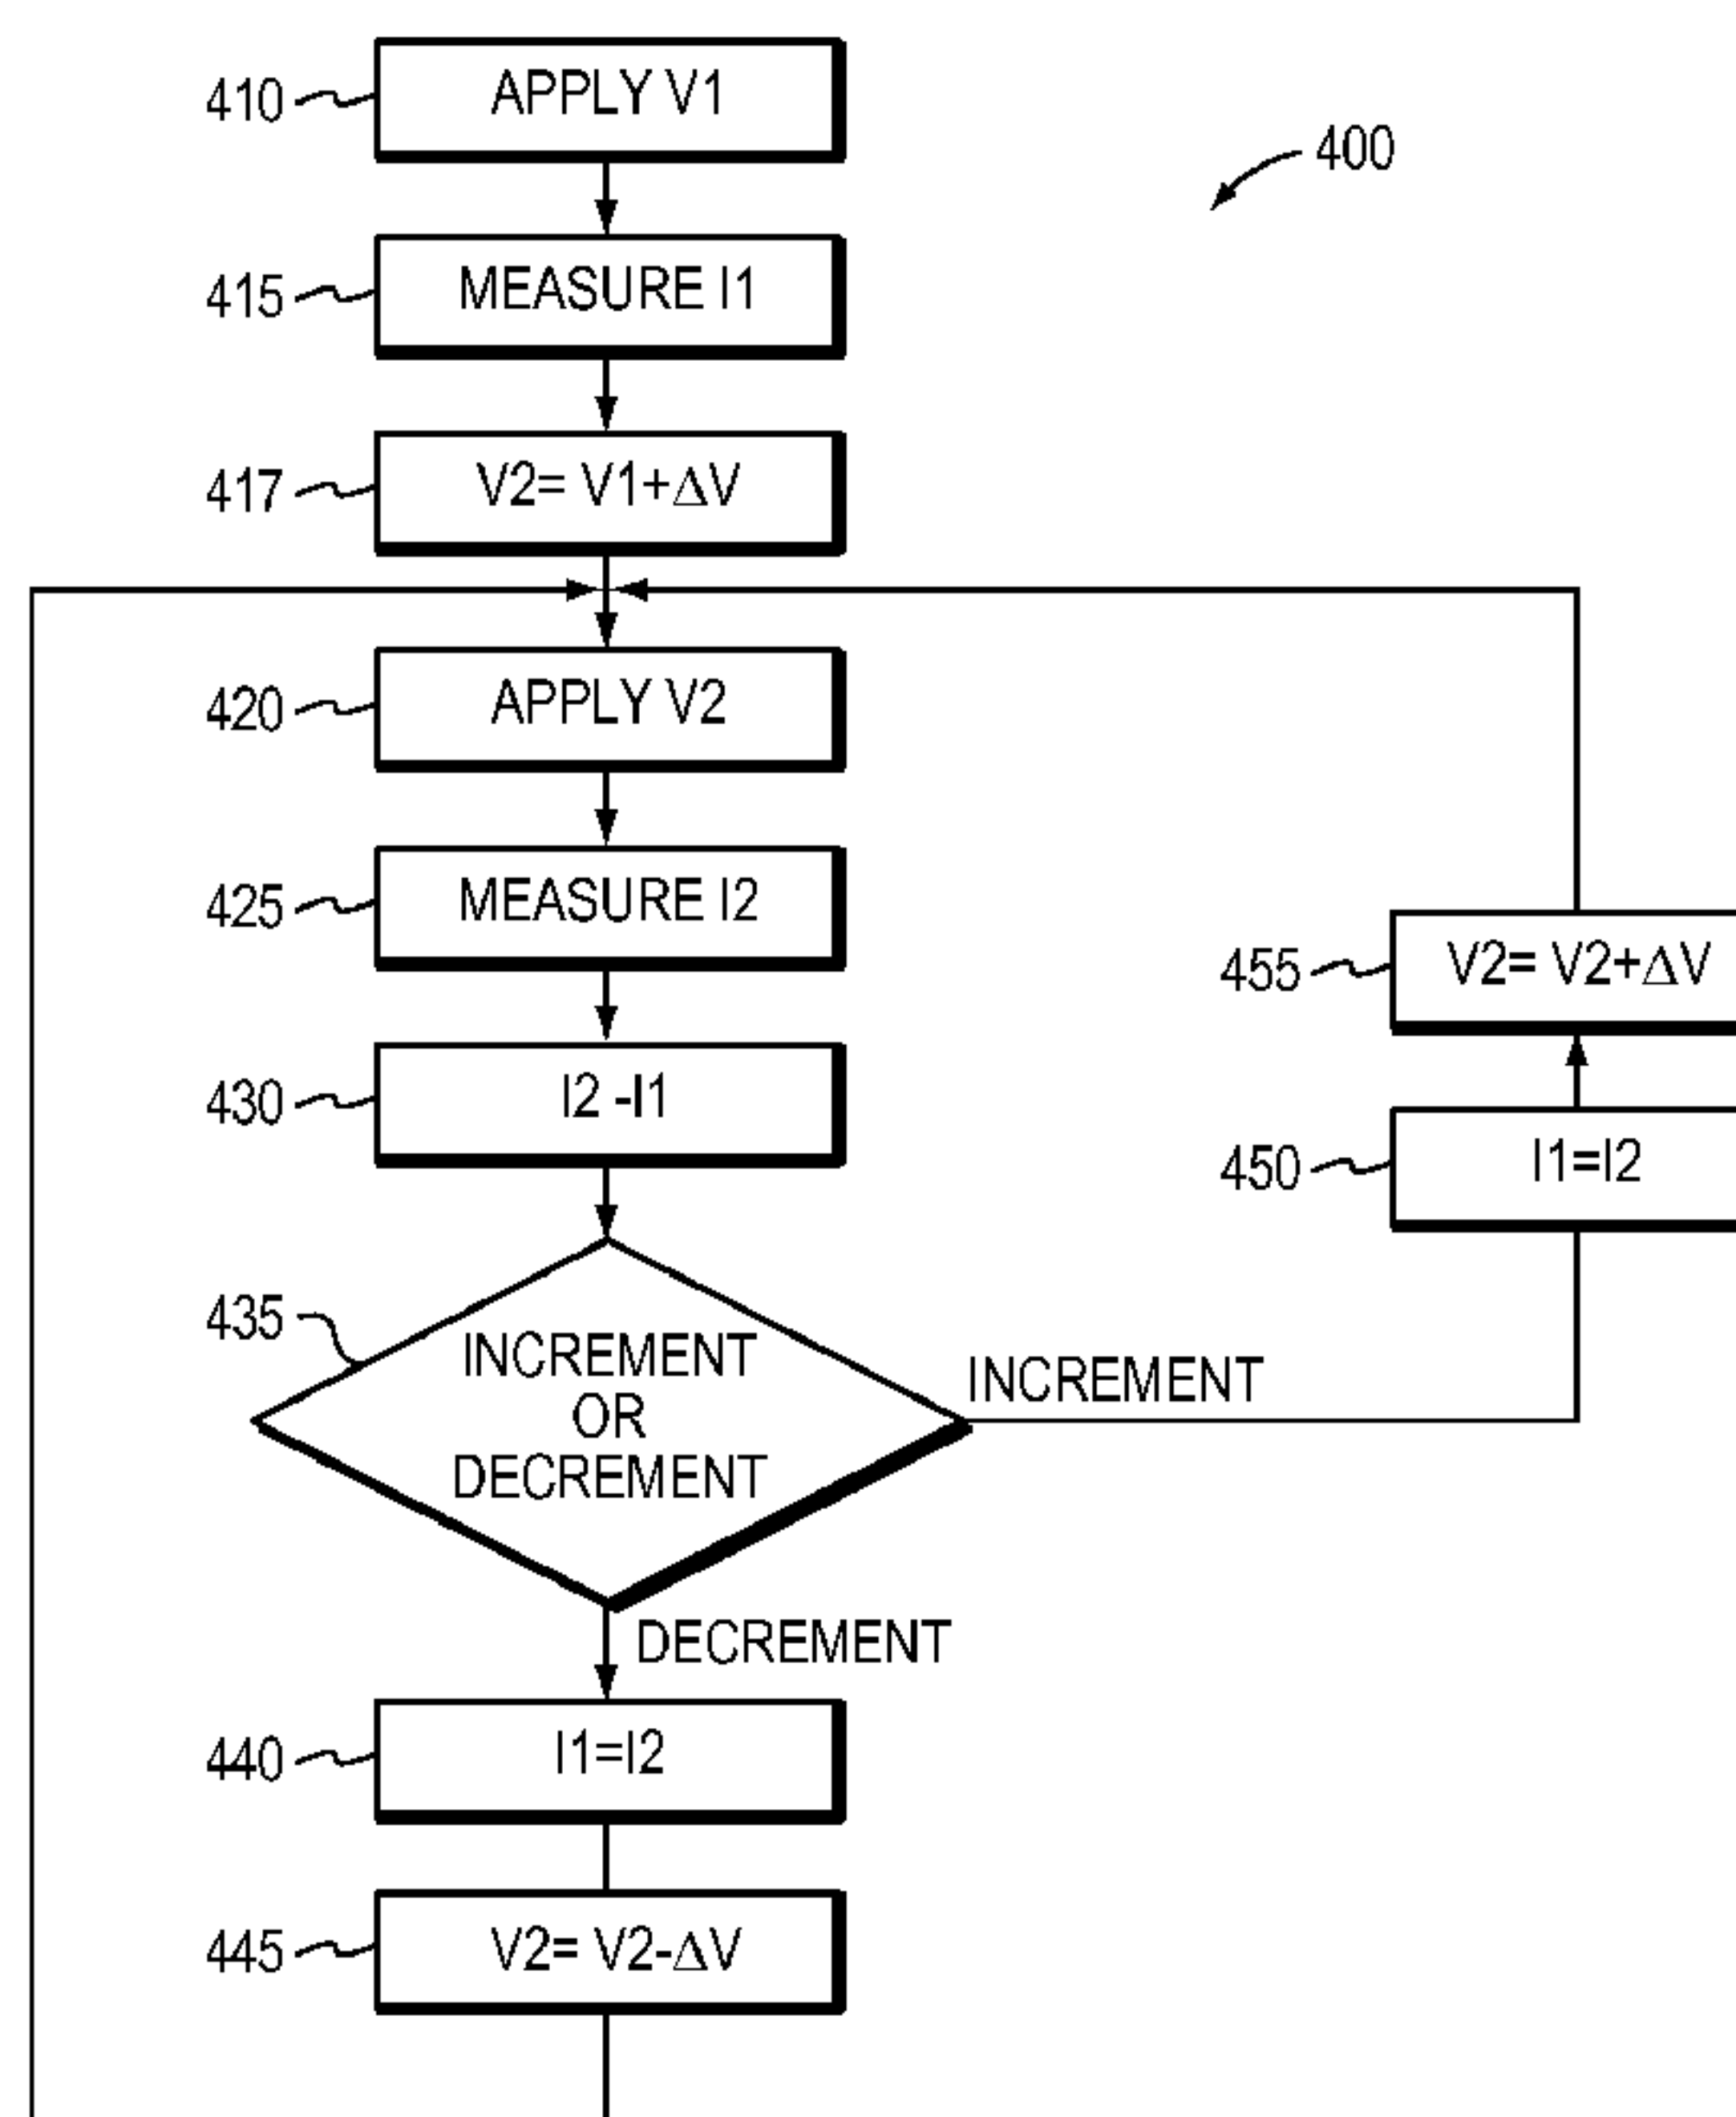 410
APPLY V1
400
415
MEASURE I1
417
V2= V1+ΔV
420
APPLY V2
425
MEASURE I2
455
V2= V2+ΔV
430
I2 -I1
450
I1=I2
435
INCREMENT
OR
DECREMENT
INCREMENT
DECREMENT
440
I1=I2
445
V2= V2-ΔV